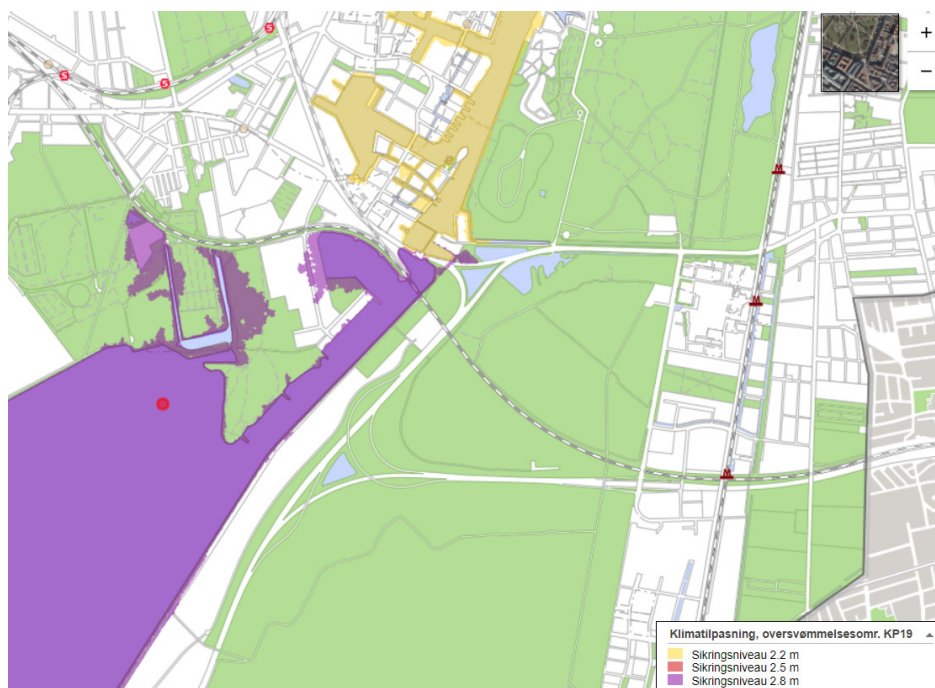 S
S
S
+
−
M
M
M
Klimatilpasning, oversvømmelsesomr. KP19
Sikringsniveau 2.2 m
Sikringsniveau 2.5 m
Sikringsniveau 2.8 m